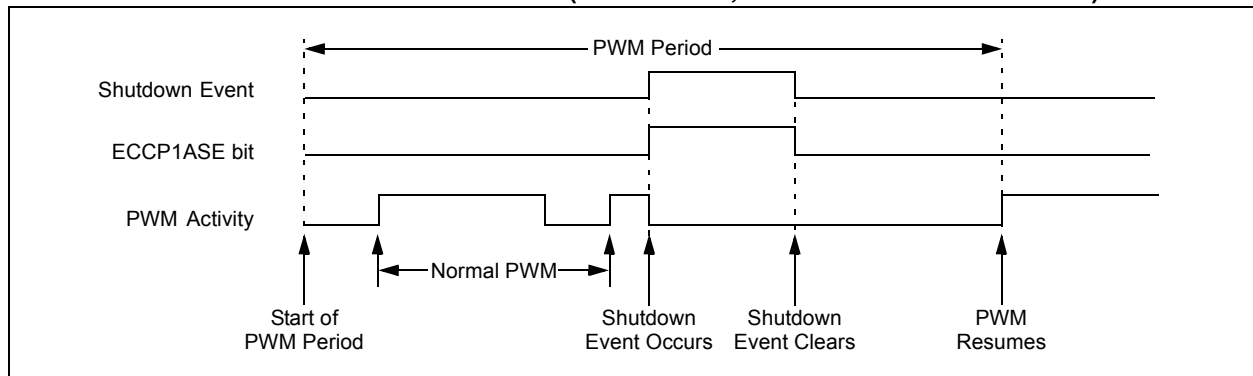 PWM Period
Shutdown Event
ECCP1ASE bit
PWM Activity
Normal PWM
Start of
PWM Period
Shutdown
Event Occurs
Shutdown
Event Clears
PWM
Resumes